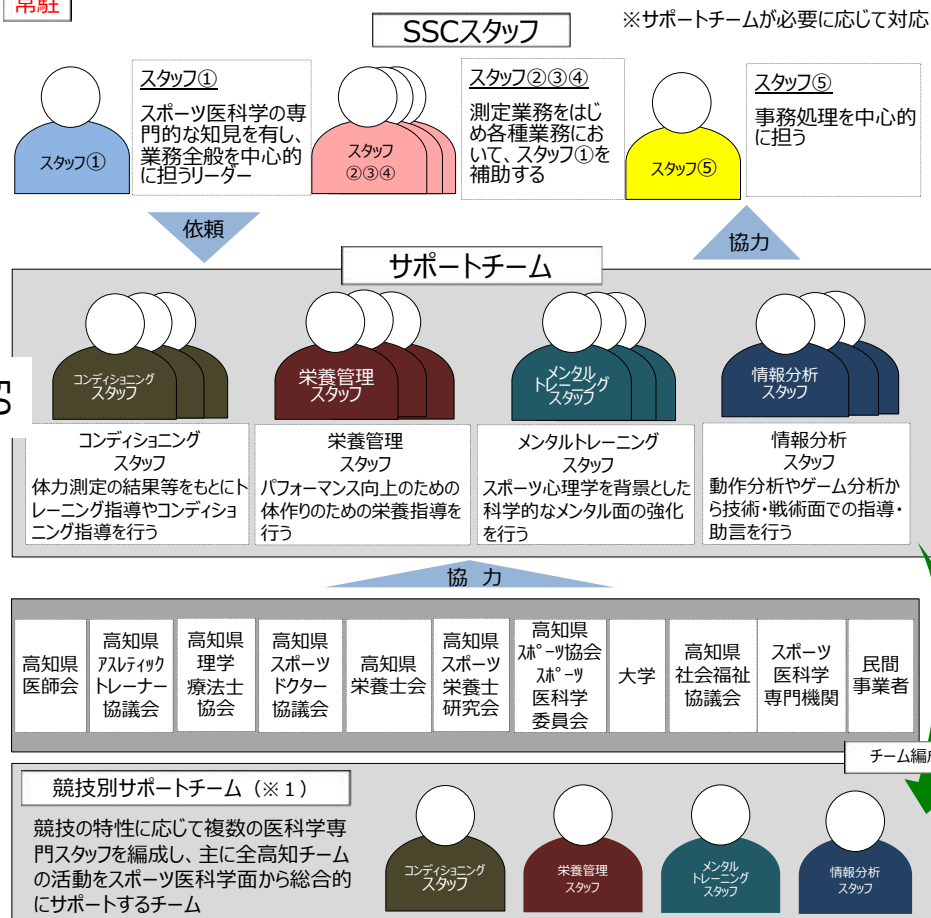 常駐
SSCスタッフ
※サポートチームが必要に応じて対応
スタッフ①
スタッフ①
スポーツ医科学の専
門的な知見を有し、
業務全般を中心的
に担うリーダー
スタッフ
②③④
スタッフ②③④
測定業務をはじ
め各種業務にお
いて、スタッフ①を
補助する
スタッフ⑤
スタッフ⑤
事務処理を中心的
に担う
依頼
協力
サポートチーム
コンディショニング
スタッフ
栄養管理
スタッフ
メンタル
トレーニング
スタッフ
情報分析
スタッフ
コンディショニング
スタッフ
体力測定の結果等をもとにト
レーニング指導やコンディショ
ニング指導を行う
栄養管理
スタッフ
パフォーマンス向上のための
体作りのための栄養指導を
行う
メンタルトレーニング
スタッフ
スポーツ心理学を背景とした
科学的なメンタル面の強化
を行う
情報分析
スタッフ
動作分析やゲーム分析か
ら技術・戦術面での指導・
助言を行う
協 力
高知県
医師会
高知県
ｱｽﾚﾃｨｯｸ
トレーナー
協議会
高知県
理学
療法士
協会
高知県
スポーツ
ドクター
協議会
高知県
栄養士会
高知県
スポーツ
栄養士
研究会
高知県
ｽﾎﾟｰﾂ協会
ｽﾎﾟｰﾂ
医科学
委員会
大学
高知県
社会福祉
協議会
スポーツ
医科学
専門機関
民間
事業者
チーム編成
競技別サポートチーム（※１）
競技の特性に応じて複数の医科学専
門スタッフを編成し、主に全高知チーム
の活動をスポーツ医科学面から総合的
にサポートするチーム
コンディショニング
スタッフ
栄養管理
スタッフ
メンタル
トレーニング
スタッフ
情報分析
スタッフ